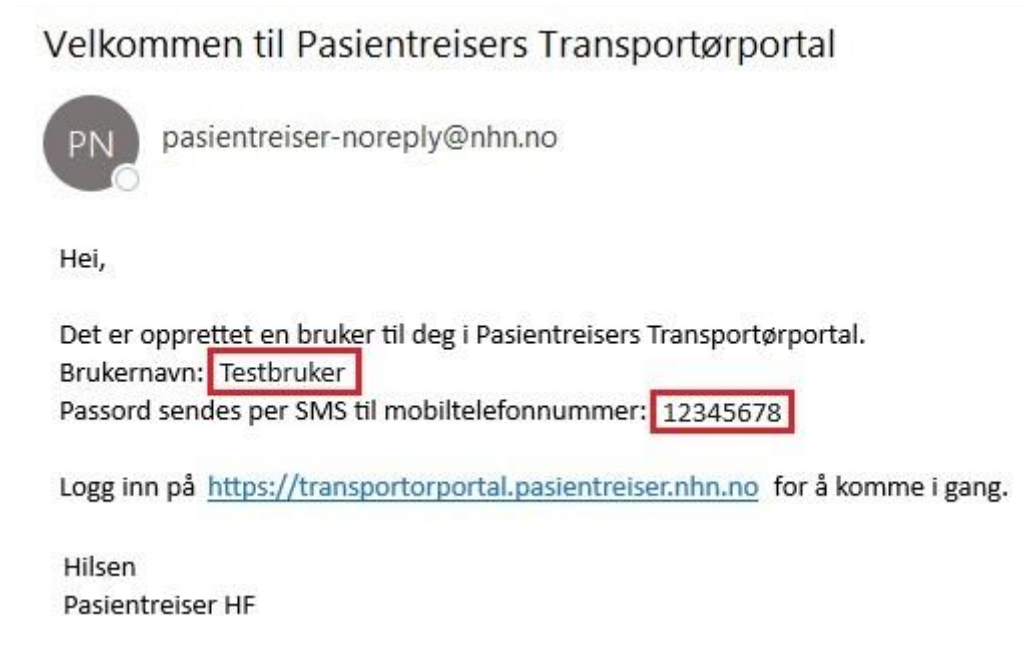 Velkommen til Pasientreisers Transportørportal
PN
pasientreiser-noreply@nhn.no
Hei,
Det er opprettet en bruker til deg i Pasientreisers Transportørportal.
Brukernavn: Testbruker
Passord sendes per SMS til mobiltelefonnummer: 12345678
Logg inn på https://transportorportal.pasientreiser.nhn.no for å komme i gang.
Hilsen
Pasientreiser HF